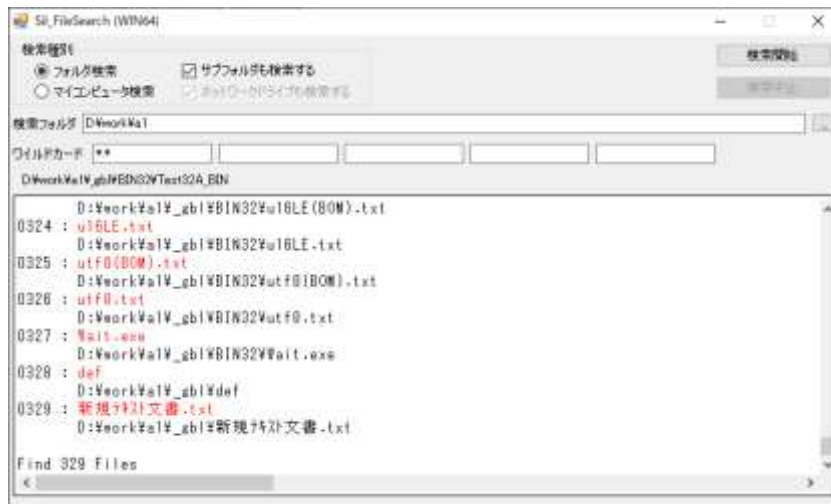 Sil_FileSearch (WIN64)
検索種別
フォルダ検索
サブフォルダも検索する
検索開始
マイコンピュータ検索
ネットワークドライブも検索する
検索中止
検索フォルダ D:¥work¥a1 ...
ワイルドカード *.*
D:¥work¥a1¥_gbl¥BIN32¥Test32A_BIN
D:¥work¥a1¥_gbl¥BIN32¥u16LE(BOM).txt
0324 : u16LE.txt
D:¥work¥a1¥_gbl¥BIN32¥u16LE.txt
0325 : utf8(BOM).txt
D:¥work¥a1¥_gbl¥BIN32¥utf8(BOM).txt
0326 : utf8.txt
D:¥work¥a1¥_gbl¥BIN32¥utf8.txt
0327 : Wait.exe
D:¥work¥a1¥_gbl¥BIN32¥Wait.exe
0328 : def
D:¥work¥a1¥_gbl¥def
0329 : 新規ﾃｷｽﾄ文書.txt
D:¥work¥a1¥_gbl¥新規ﾃｷｽﾄ文書.txt
Find 329 Files